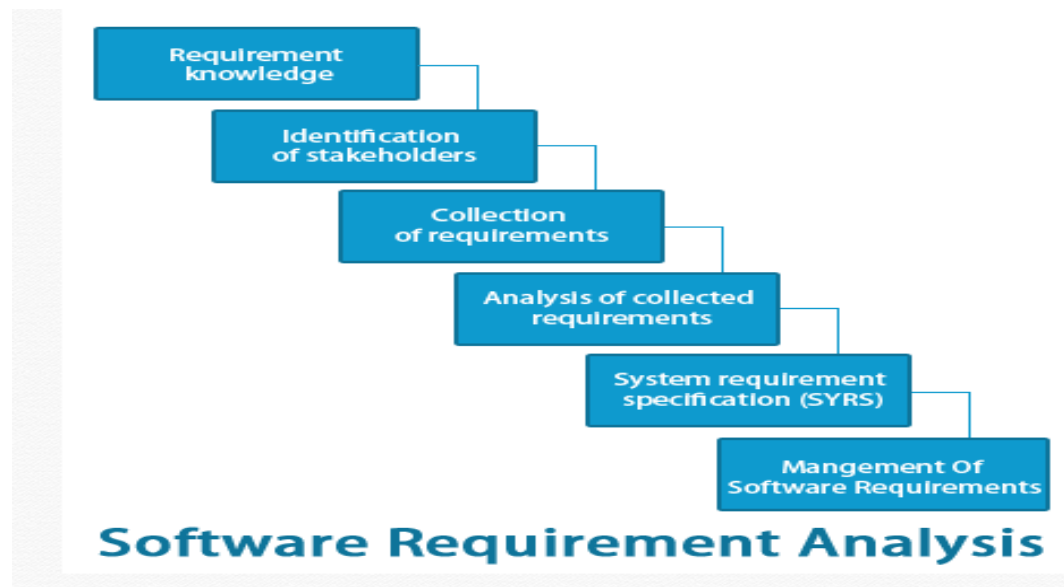 Requirement
knowledge
Identification
of stakeholders
Collection
of requirements
Analysis of collected
requirements
System requirement
specification (SYRS)
Mangement Of
Software Requirements
Software Requirement Analysis